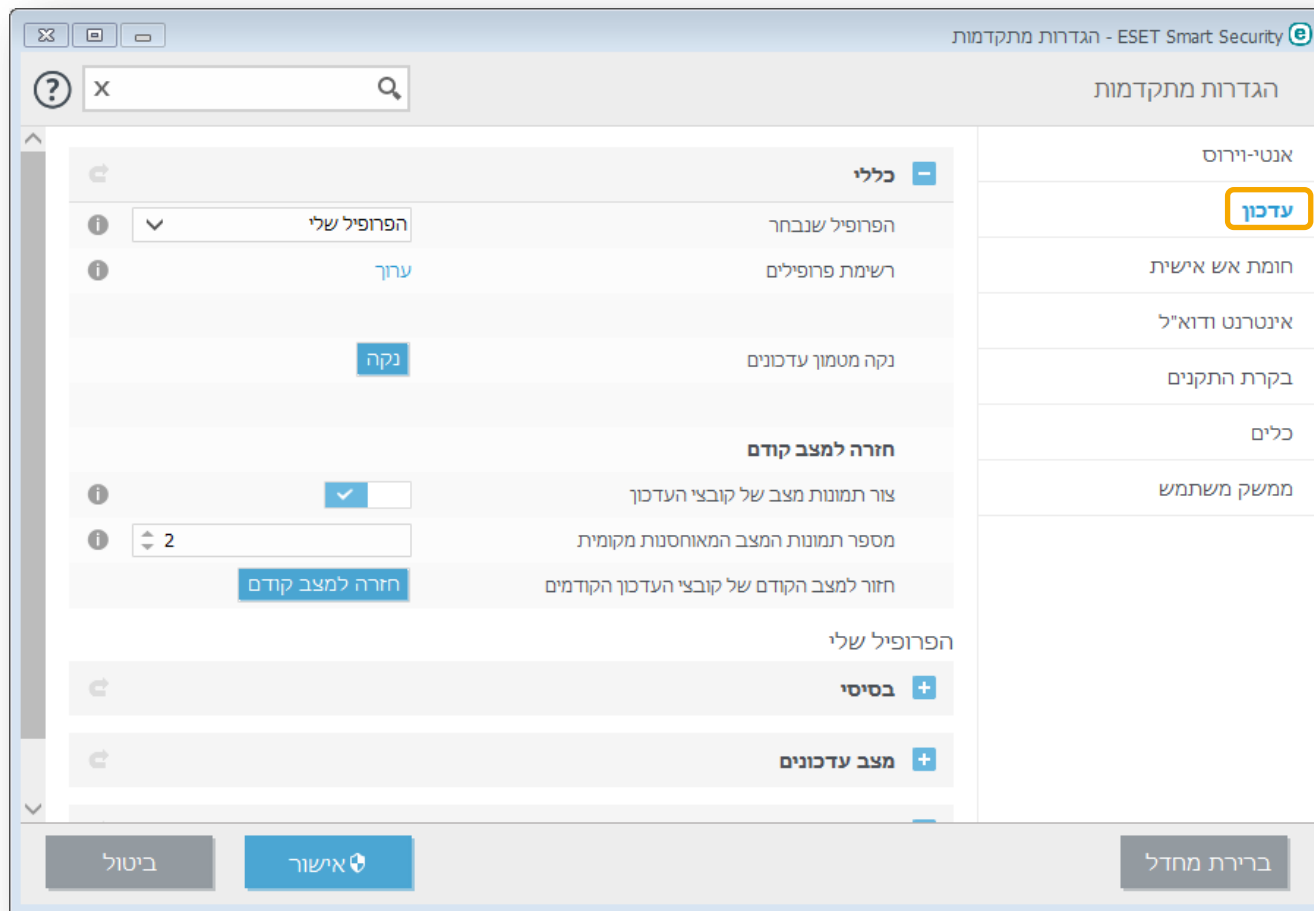 ESET Smart Security - הגדרות מתקדמות
הגדרות מתקדמות
X
?
אנטי-וירוס
עדכון
חומת אש אישית
אינטרנט ודוא"ל
בקרת התקנים
כלים
ממשק משתמש
כללי
הפרופיל שנבחר
הפרופיל שלי
רשימת פרופילים
ערוך
נקה מטמון עדכונים
נקה
חזרה למצב קודם
צור תמונות מצב של קובצי העדכון
מספר תמונות המצב המאוחסנות מקומית
2
חזור למצב הקודם של קובצי העדכון הקודמים
חזרה למצב קודם
הפרופיל שלי
בסיסי
מצב עדכונים
ברירת מחדל
אישור
ביטול